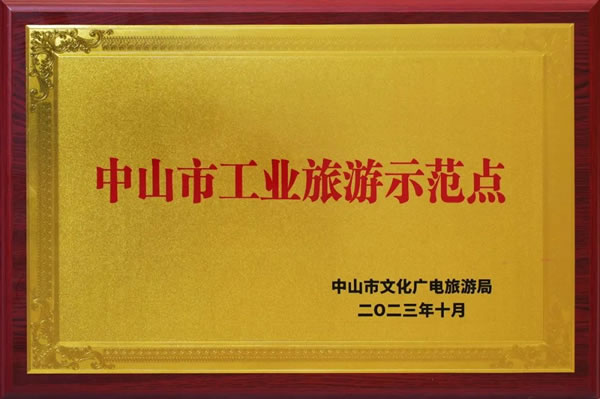 中山市工业旅游示范点
中山市文化广电旅游局
二〇二三年十月